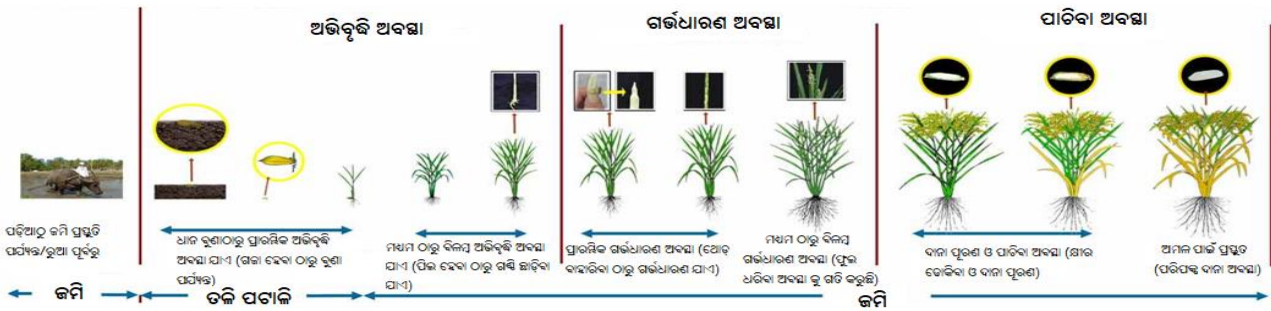 ଅଭିବୃଦ୍ଧି ଅବସ୍ଥା
ଗର୍ଭଧାରଣ ଅବସ୍ଥା
ପାଚିବା ଅବସ୍ଥା
ପଡ଼ିଆଠୁ ଜମି ପ୍ରସ୍ତୁତି
ପର୍ଯ୍ୟନ୍ତ/ରୁଆ ପୂର୍ବରୁ
ଧାନ ବୁଣାଠାରୁ ପ୍ରାରମ୍ଭିକ ଅଭିବୃଦ୍ଧି
ଅବସ୍ଥା ଯାଏ (ଗଜା ହେବା ଠାରୁ ବୁଣା
ପର୍ଯ୍ୟନ୍ତ)
ମଧ୍ୟମ ଠାରୁ ବିଳମ୍ବ ଅଭିବୃଦ୍ଧି ଅବସ୍ଥା
ଯାଏ (ପିଲ ହେବା ଠାରୁ ଗଣ୍ଠି ଛାଡ଼ିବା
ଯାଏ)
ପ୍ରାରମ୍ଭିକ ଗର୍ଭଧାରଣ ଅବସ୍ଥା (ଥୋଡ଼
ବାହାରିବା ଠାରୁ ଗର୍ଭଧାରଣ ଯାଏ)
ମଧ୍ୟମ ଠାରୁ ବିଳମ୍ବ
ଗର୍ଭଧାରଣ ଅବସ୍ଥା (ଫୁଲ
ଧରିବା ଅବସ୍ଥା କୁ ଗତି କରୁଛି)
ଦାନା ପୂରଣ ଓ ପାଚିବା ଅବସ୍ଥା (କ୍ଷୀର
ଢୋକିବା ଓ ଦାନା ପୂରଣ)
ଅମଳ ପାଇଁ ପ୍ରସ୍ତୁତ
(ପରିପକ୍ୱ ଦାନା ଅବସ୍ଥା)
ଜମି
ତଳି ପଟାଳି
ଜମି